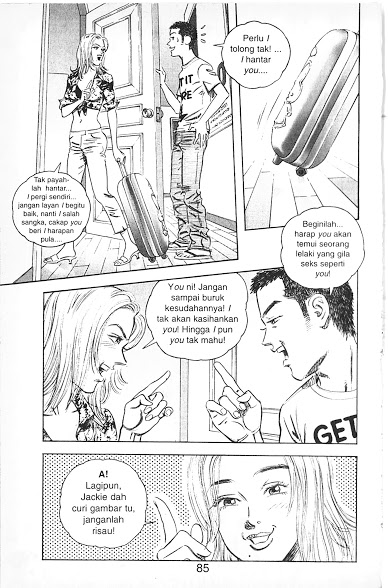 Perlu I
tolong tak! ...
I hantar
you....
Tak payah-
lah hantar...
I pergi sendiri...
jangan layan I begitu
baik, nanti I salah
sangka, cakap you
beri I harapan
pula....
Beginilah...
harap you akan
temui seorang
lelaki yang gila
seks seperti
you!
You ni! Jangan
sampai buruk
kesudahannya! I
tak akan kasihankan
you! Hingga I pun
you tak mahu!
GET
A!
Lagipun,
Jackie dah
curi gambar tu,
janganlah
risau!
85